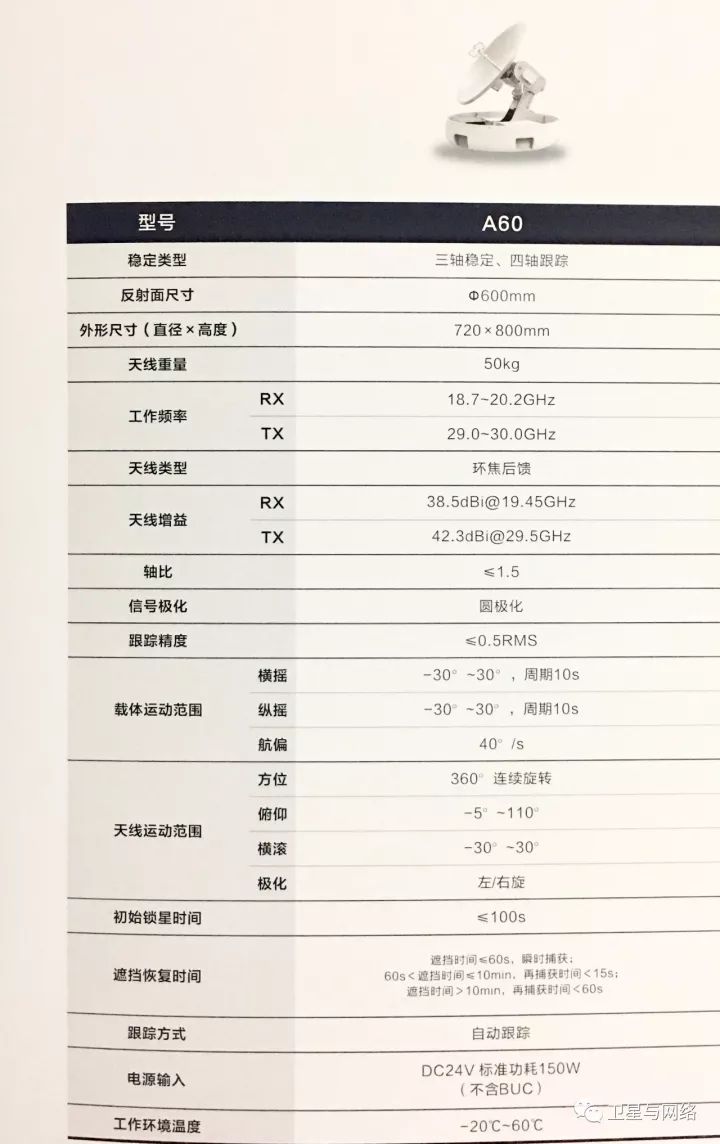 型号 A60
稳定类型 三轴稳定、四轴跟踪
反射面尺寸 Φ600mm
外形尺寸（直径×高度） 720×800mm
天线重量 50kg
工作频率 RX 18.7~20.2GHz
TX 29.0~30.0GHz
天线类型 环焦后馈
天线增益 RX 38.5dBi@19.45GHz
TX 42.3dBi@29.5GHz
轴比 ≤1.5
信号极化 圆极化
跟踪精度 ≤0.5RMS
载体运动范围 横摇 -30° ~30° ，周期10s
纵摇 -30° ~30° ，周期10s
航偏 40° /s
天线运动范围 方位 360° 连续旋转
俯仰 -5° ~110°
横滚 -30° ~30°
极化 左/右旋
初始锁星时间 ≤100s
遮挡恢复时间 遮挡时间≤60s，瞬时捕获；
60s<遮挡时间≤10min，再捕获时间<15s；
遮挡时间>10min，再捕获时间<60s
跟踪方式 自动跟踪
电源输入 DC24V 标准功耗150W
（不含BUC）
工作环境温度 -20℃~60℃
卫星与网络